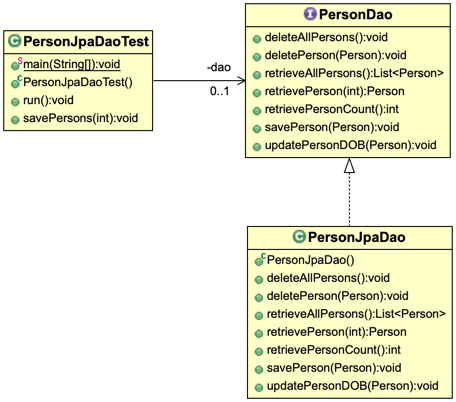 PersonJpaDaoTest
main(String[]):void
PersonJpaDaoTest()
run():void
savePersons(int):void
-dao
0..1
PersonDao
deleteAllPersons():void
deletePerson(Person):void
retrieveAllPersons():List<Person>
retrievePerson(int):Person
retrievePersonCount():int
savePerson(Person):void
updatePersonDOB(Person):void
PersonJpaDao
PersonJpaDao()
deleteAllPersons():void
deletePerson(Person):void
retrieveAllPersons():List<Person>
retrievePerson(int):Person
retrievePersonCount():int
savePerson(Person):void
updatePersonDOB(Person):void